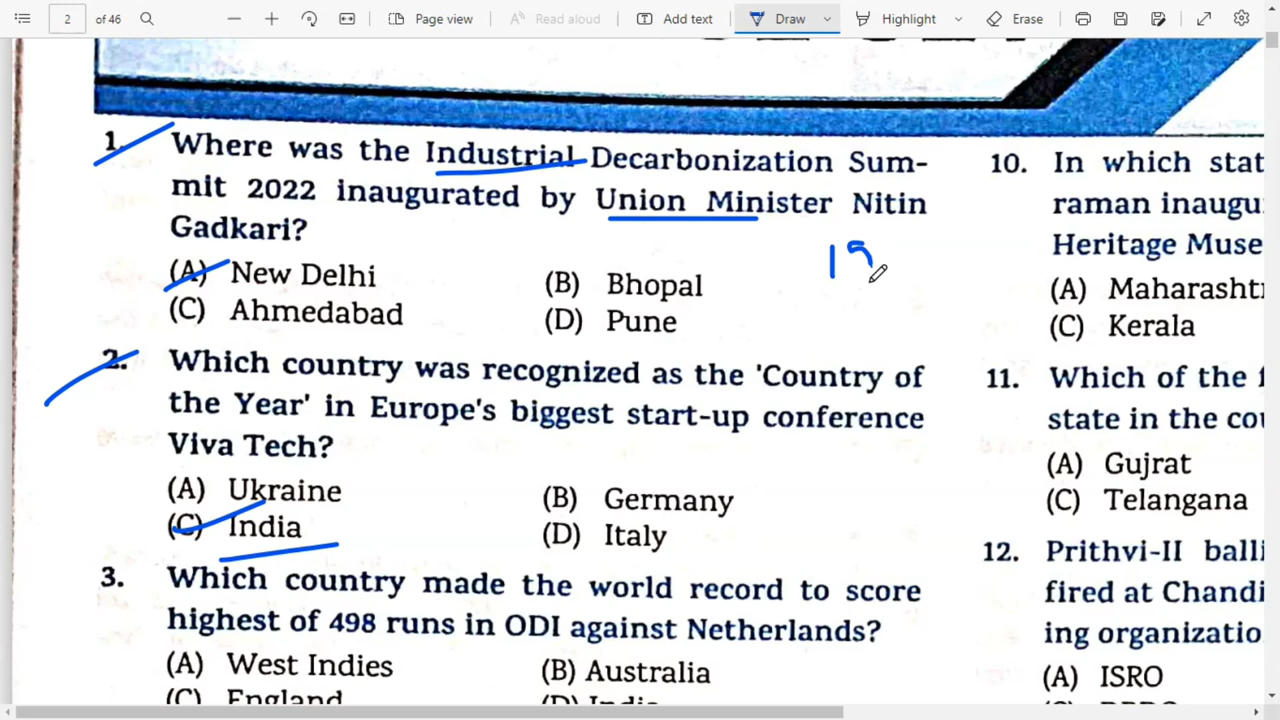 2 of 46 Page view Read aloud Add text Draw Highlight Erase
1. Where was the Industrial Decarbonization Sum-
mit 2022 inaugurated by Union Minister Nitin
Gadkari?
19
(A) New Delhi (B) Bhopal
(C) Ahmedabad (D) Pune
2. Which country was recognized as the 'Country of
the Year' in Europe's biggest start-up conference
Viva Tech?
(A) Ukraine (B) Germany
(C) India (D) Italy
3. Which country made the world record to score
highest of 498 runs in ODI against Netherlands?
(A) West Indies (B) Australia
(C) England (D) India
10. In which stat
raman inaugu
Heritage Muse
(A) Maharasht
(C) Kerala
11. Which of the f
state in the cou
(A) Gujrat
(C) Telangana
12. Prithvi-II balli
fired at Chandi
ing organizatio
(A) ISRO